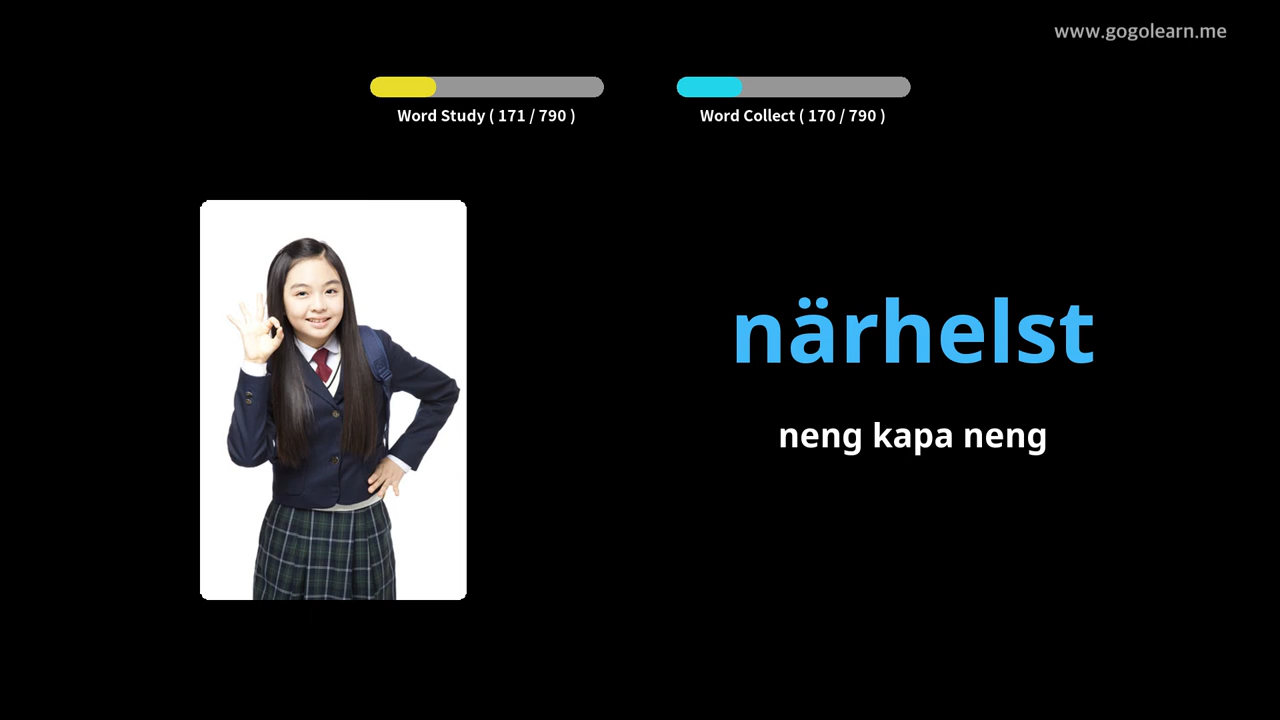 www.gogolearn.me
Word Study ( 171 / 790 )
Word Collect ( 170 / 790 )
närhelst
neng kapa neng